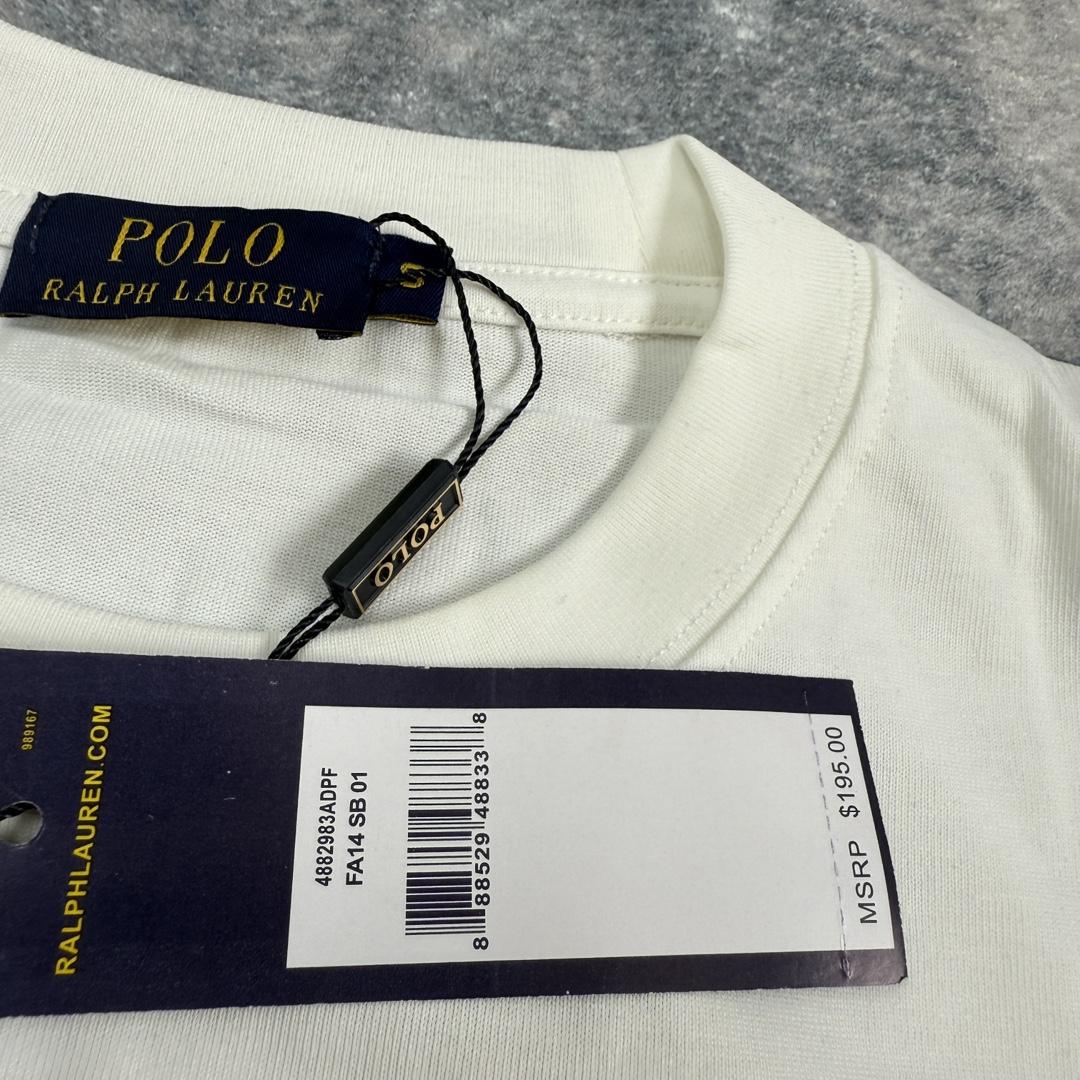 POLO
RALPH LAUREN
S
POLO
989167
RALPHLAUREN.COM
4882983ADPF
FA14 SB 01
8 88529 48833 8
MSRP $195.00